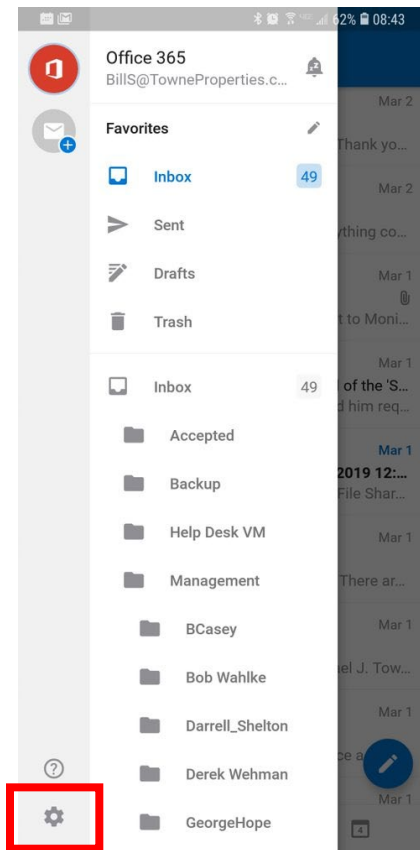 62% 08:43
Office 365
BillS@TowneProperties.c...
Favorites
Mar 2
Thank yo...
Inbox 49
Mar 2
Sent
ything co...
Drafts
Mar 1
Trash
t to Moni...
Mar 1
Inbox 49
of the 'S...
d him req...
Accepted
Mar 1
2019 12:...
Backup
File Shar...
Help Desk VM
Mar 1
Management
There ar...
BCasey
Mar 1
Bob Wahlke
ael J. Tow...
Darrell_Shelton
Mar 1
ce a
Derek Wehman
Mar 1
GeorgeHope
4